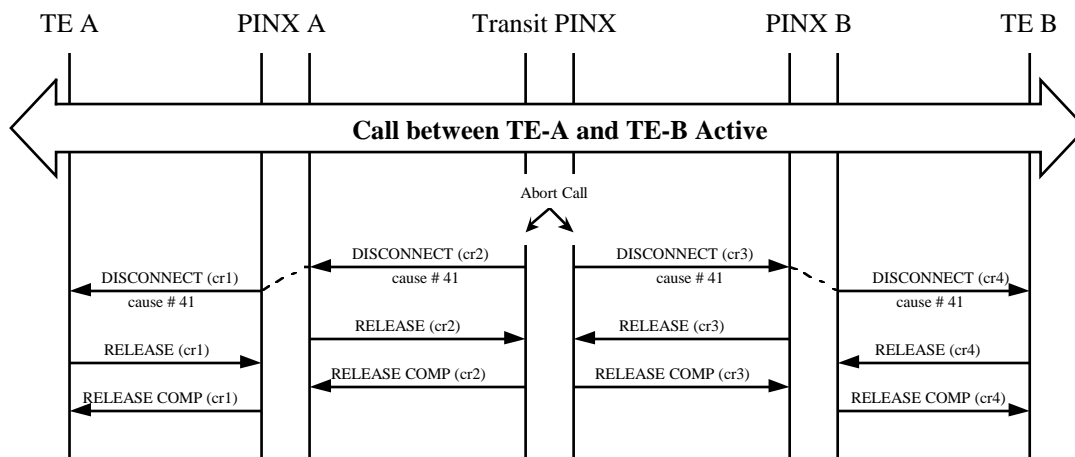 TE A PINX A Transit PINX PINX B TE B
Call between TE-A and TE-B Active
Abort Call
DISCONNECT (cr2) DISCONNECT (cr3)
DISCONNECT (cr1) cause # 41 cause # 41 DISCONNECT (cr4)
cause # 41 cause # 41
RELEASE (cr2) RELEASE (cr3)
RELEASE (cr1) RELEASE (cr4)
RELEASE COMP (cr2) RELEASE COMP (cr3)
RELEASE COMP (cr1) RELEASE COMP (cr4)